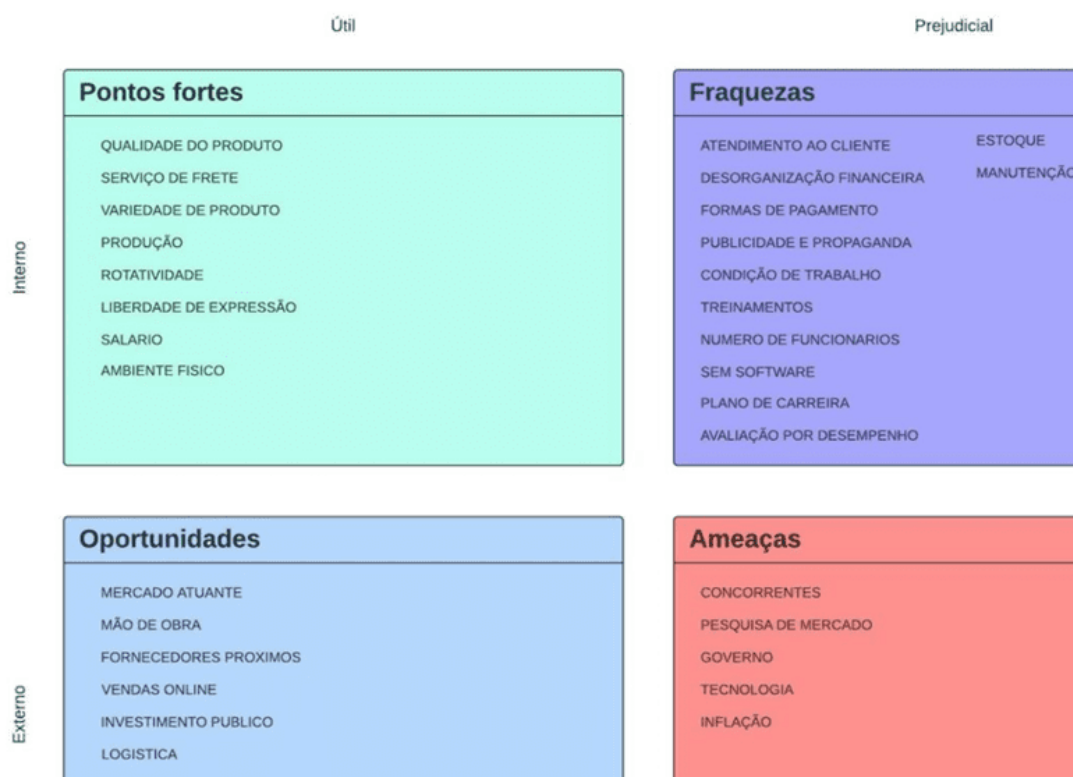 Útil
Prejudicial
Interno
Pontos fortes
QUALIDADE DO PRODUTO
SERVIÇO DE FRETE
VARIEDADE DE PRODUTO
PRODUÇÃO
ROTATIVIDADE
LIBERDADE DE EXPRESSÃO
SALARIO
AMBIENTE FISICO
Fraquezas
ATENDIMENTO AO CLIENTE
DESORGANIZAÇÃO FINANCEIRA
FORMAS DE PAGAMENTO
PUBLICIDADE E PROPAGANDA
CONDIÇÃO DE TRABALHO
TREINAMENTOS
NUMERO DE FUNCIONARIOS
SEM SOFTWARE
PLANO DE CARREIRA
AVALIAÇÃO POR DESEMPENHO
ESTOQUE
MANUTENÇÃO
Externo
Oportunidades
MERCADO ATUANTE
MÃO DE OBRA
FORNECEDORES PROXIMOS
VENDAS ONLINE
INVESTIMENTO PUBLICO
LOGISTICA
Ameaças
CONCORRENTES
PESQUISA DE MERCADO
GOVERNO
TECNOLOGIA
INFLAÇÃO